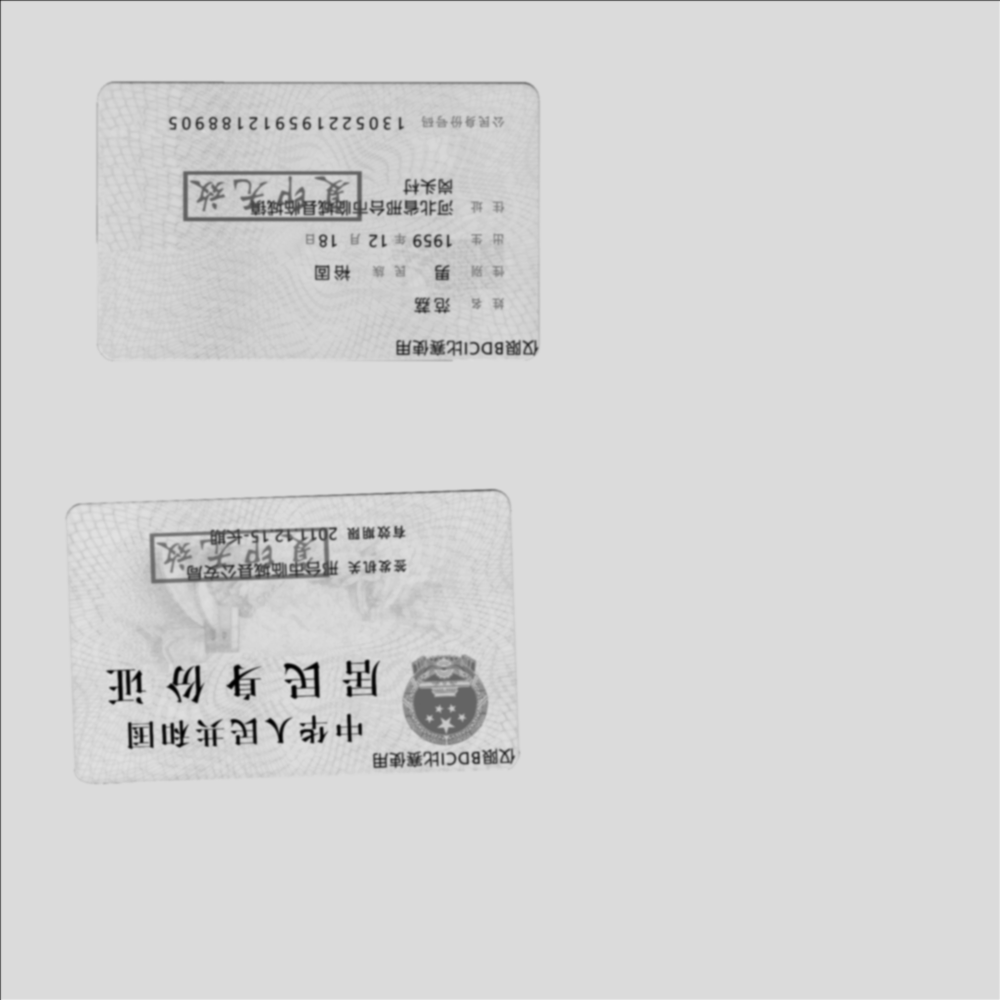 仅限BDCI比赛使用
中华人民共和国
居民身份证
签发机关 邢台市临城县公安局
复印无效
有效期限 2011.12.15-长期
仅限BDCI比赛使用
姓名 范荔
性别 男 民族 裕固
出生 1959 年 12 月 18 日
住址 河北省邢台市临城县临城镇
岗头村
复印无效
公民身份号码 130522195912188905